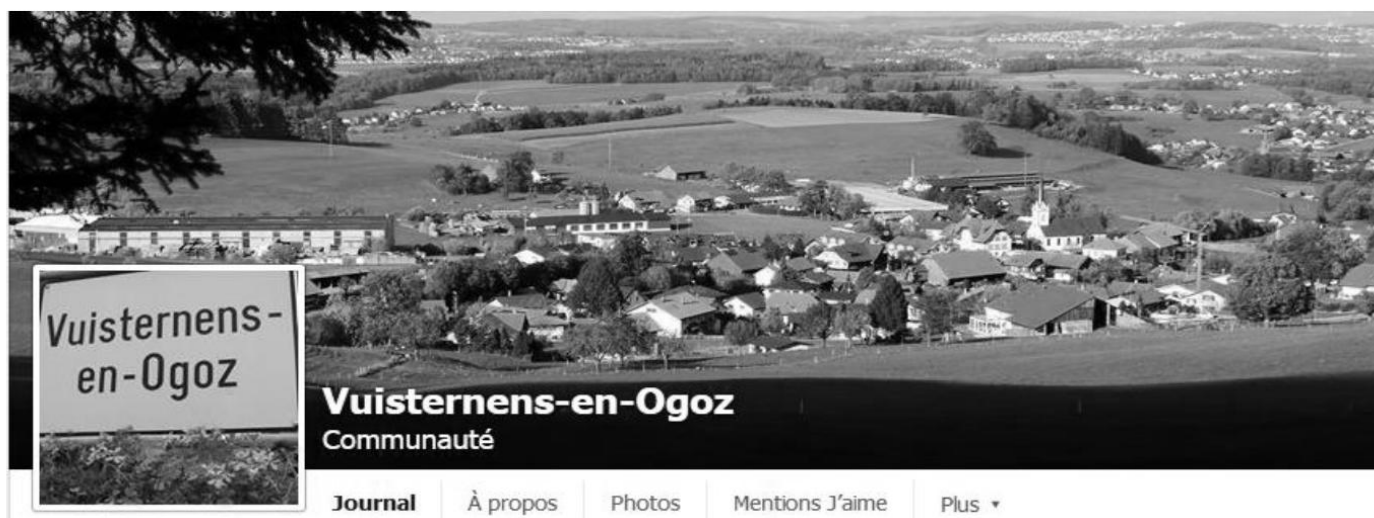 Vuisternens-
en-Ogoz
Vuisternens-en-Ogoz
Communauté
Journal À propos Photos Mentions J'aime Plus ▾